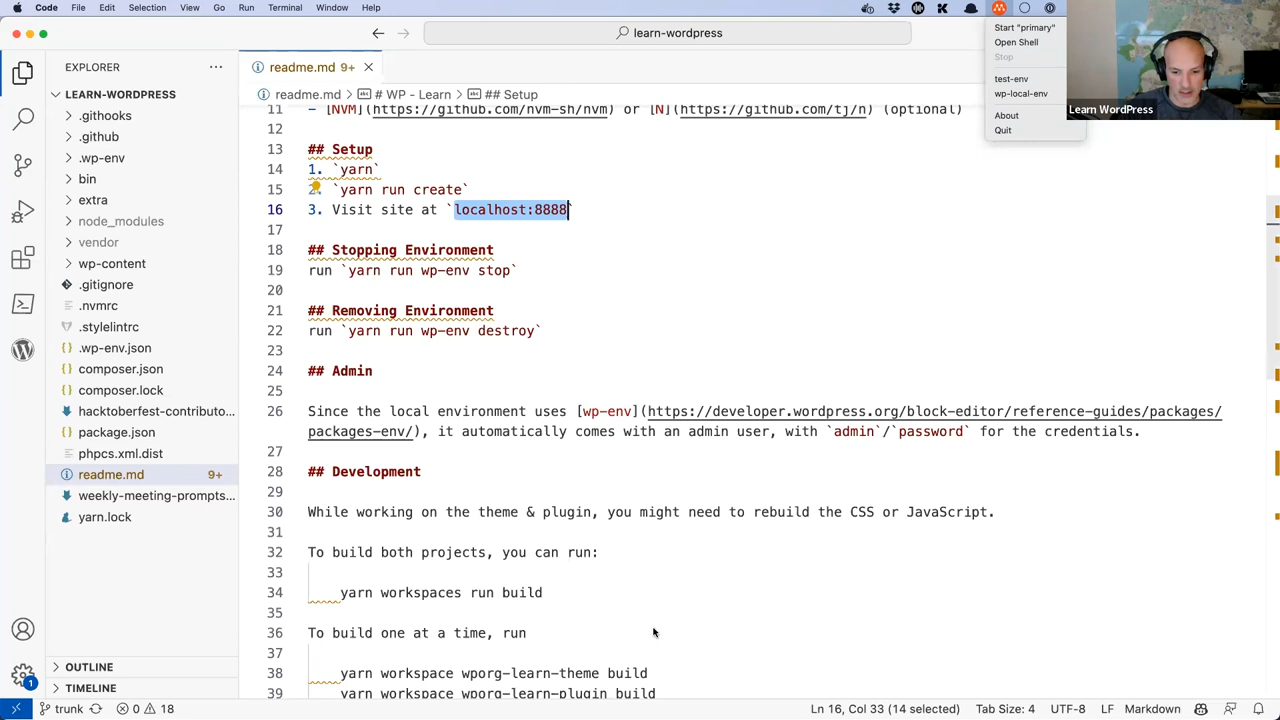 Code File Edit Selection View Go Run Terminal Window Help
learn-wordpress
Start "primary"
Open Shell
Stop
test-env
wp-local-env
About
Quit
Learn WordPress
EXPLORER
LEARN-WORDPRESS
.githooks
.github
.wp-env
bin
extra
node_modules
vendor
wp-content
.gitignore
.nvmrc
.stylelintrc
.wp-env.json
composer.json
composer.lock
hacktoberfest-contributo...
package.json
phpcs.xml.dist
readme.md 9+
weekly-meeting-prompts...
yarn.lock
OUTLINE
TIMELINE
1
readme.md 9+
readme.md > # WP - Learn > ## Setup
11 - [NVM](https://github.com/nvm-sh/nvm) or [N](https://github.com/tj/n) (optional)
12
13 ## Setup
14 1. `yarn`
15 2. `yarn run create`
16 3. Visit site at `localhost:8888`
17
18 ## Stopping Environment
19 run `yarn run wp-env stop`
20
21 ## Removing Environment
22 run `yarn run wp-env destroy`
23
24 ## Admin
25
26 Since the local environment uses [wp-env](https://developer.wordpress.org/block-editor/reference-guides/packages/
packages-env/), it automatically comes with an admin user, with `admin`/`password` for the credentials.
27
28 ## Development
29
30 While working on the theme & plugin, you might need to rebuild the CSS or JavaScript.
31
32 To build both projects, you can run:
33
34 yarn workspaces run build
35
36 To build one at a time, run
37
38 yarn workspace wporg-learn-theme build
39 yarn workspace wporg-learn-plugin build
trunk 0 18 Ln 16, Col 33 (14 selected) Tab Size: 4 UTF-8 LF Markdown